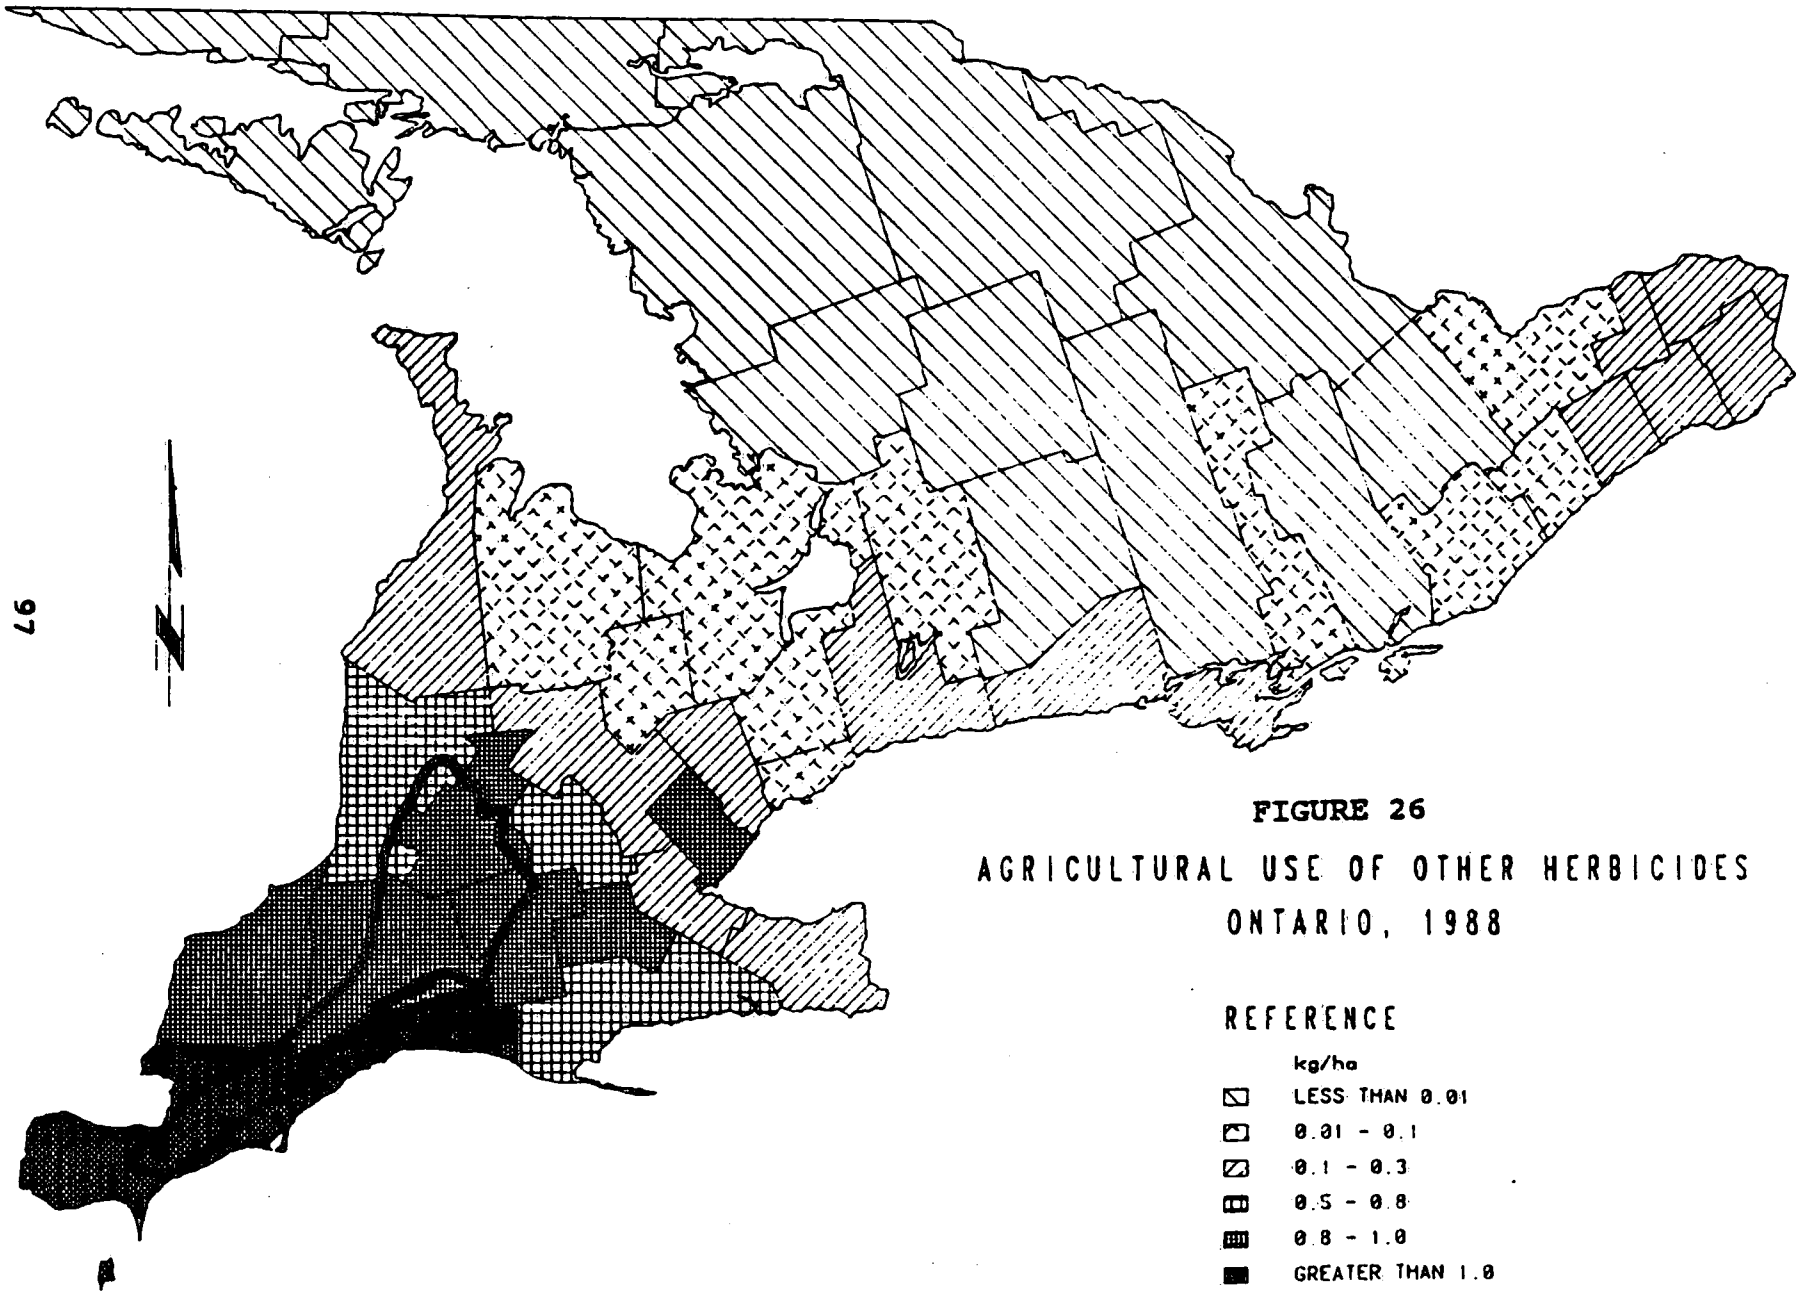 97
N
FIGURE 26
AGRICULTURAL USE OF OTHER HERBICIDES
ONTARIO, 1988
REFERENCE
kg/ha
LESS THAN 0.01
0.01 - 0.1
0.1 - 0.3
0.5 - 0.8
0.8 - 1.0
GREATER THAN 1.0